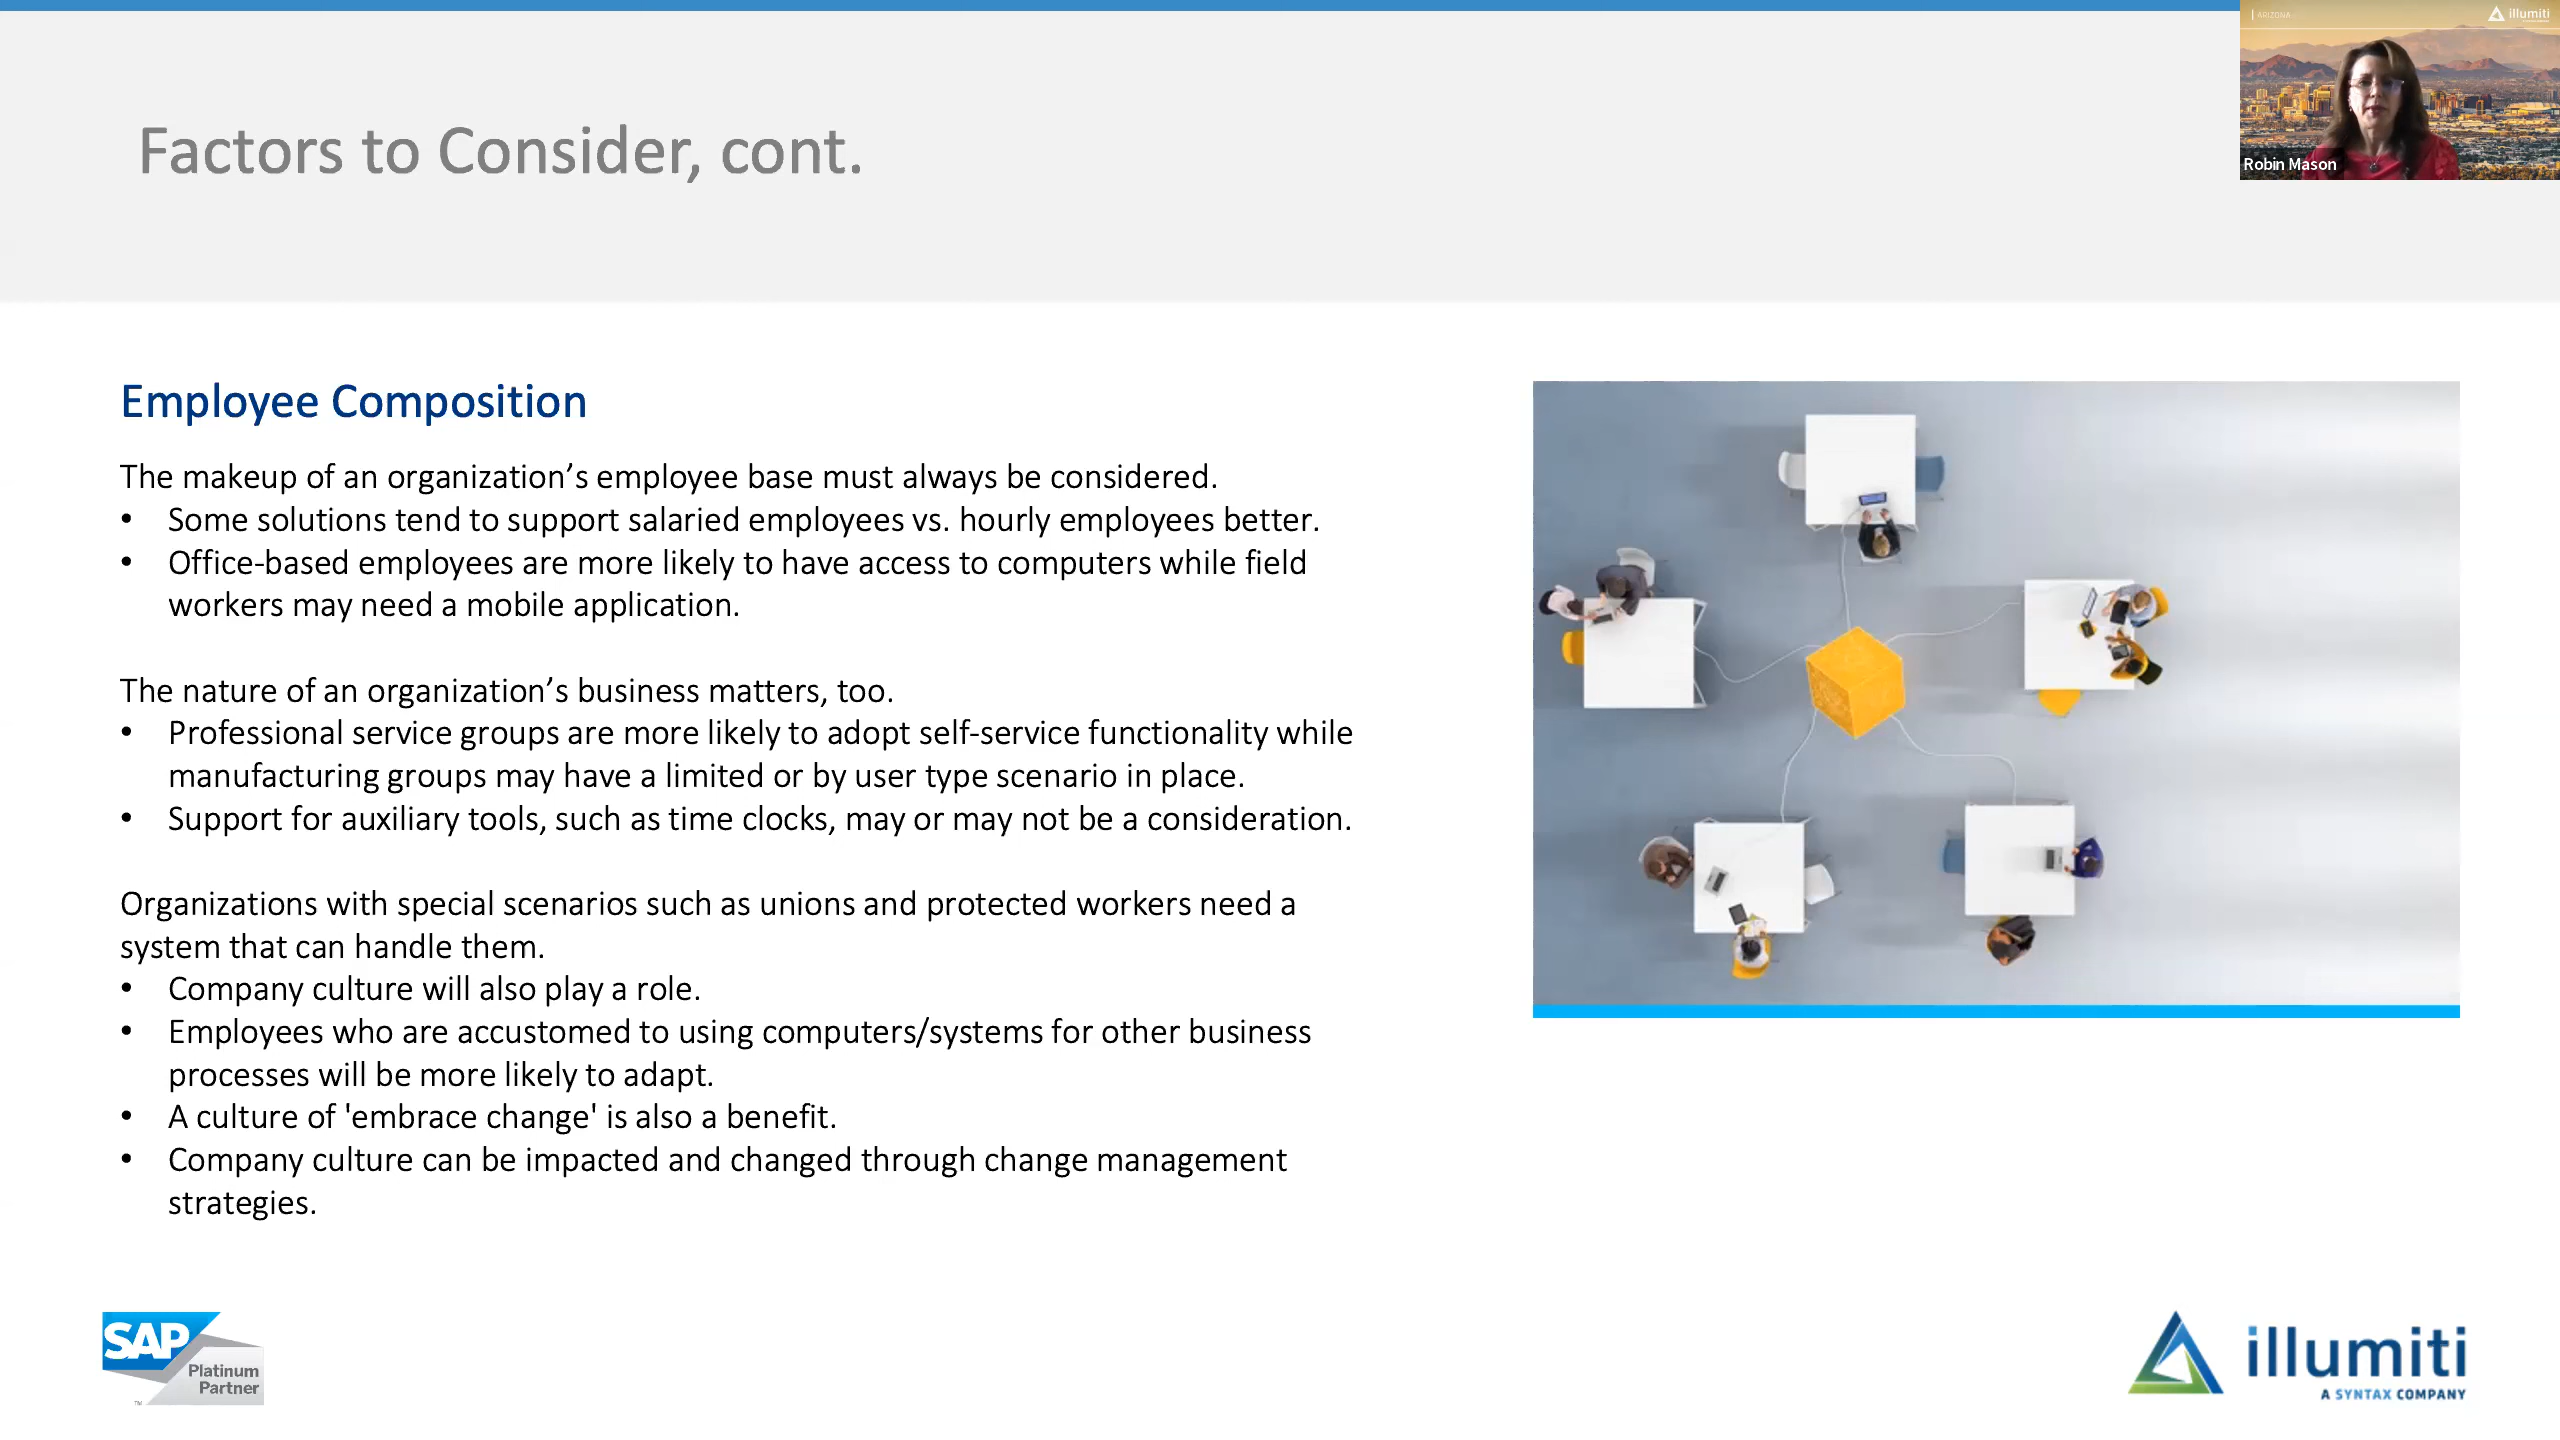 | ARIZONA
illumiti
Robin Mason
Factors to Consider, cont.
Employee Composition
The makeup of an organization’s employee base must always be considered.
• Some solutions tend to support salaried employees vs. hourly employees better.
• Office-based employees are more likely to have access to computers while field
workers may need a mobile application.
The nature of an organization’s business matters, too.
• Professional service groups are more likely to adopt self-service functionality while
manufacturing groups may have a limited or by user type scenario in place.
• Support for auxiliary tools, such as time clocks, may or may not be a consideration.
Organizations with special scenarios such as unions and protected workers need a
system that can handle them.
• Company culture will also play a role.
• Employees who are accustomed to using computers/systems for other business
processes will be more likely to adapt.
• A culture of 'embrace change' is also a benefit.
• Company culture can be impacted and changed through change management
strategies.
SAP
Platinum
Partner
™
illumiti
A SYNTAX COMPANY